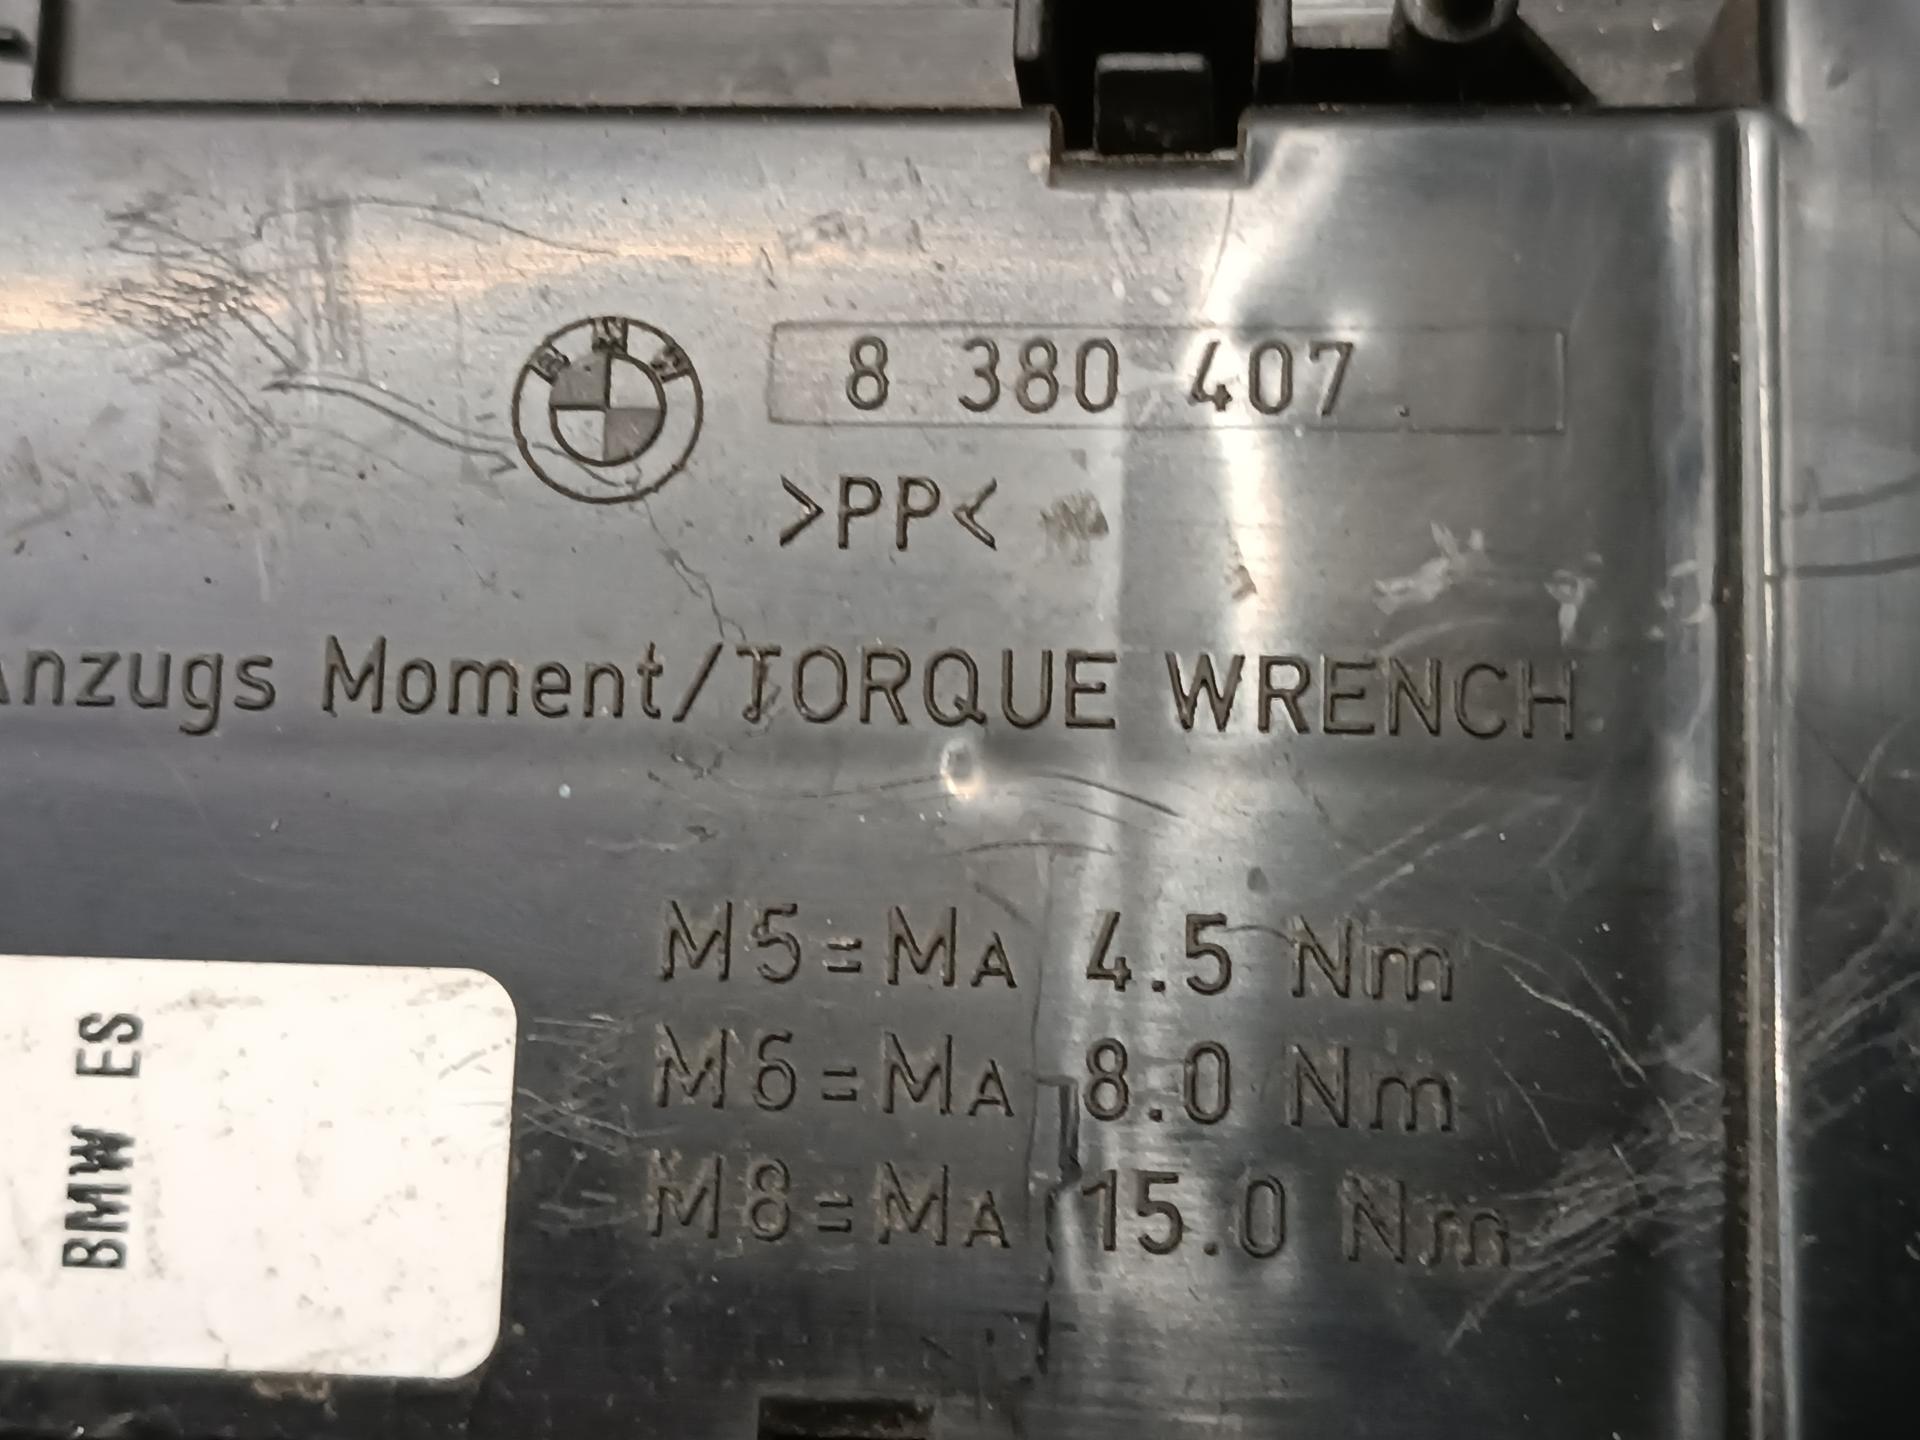 BMW
8 380 407
>PP<
Anzugs Moment/TORQUE WRENCH
M5=MA 4.5 Nm
M6=MA 8.0 Nm
M8=MA 15.0 Nm
BMW ES